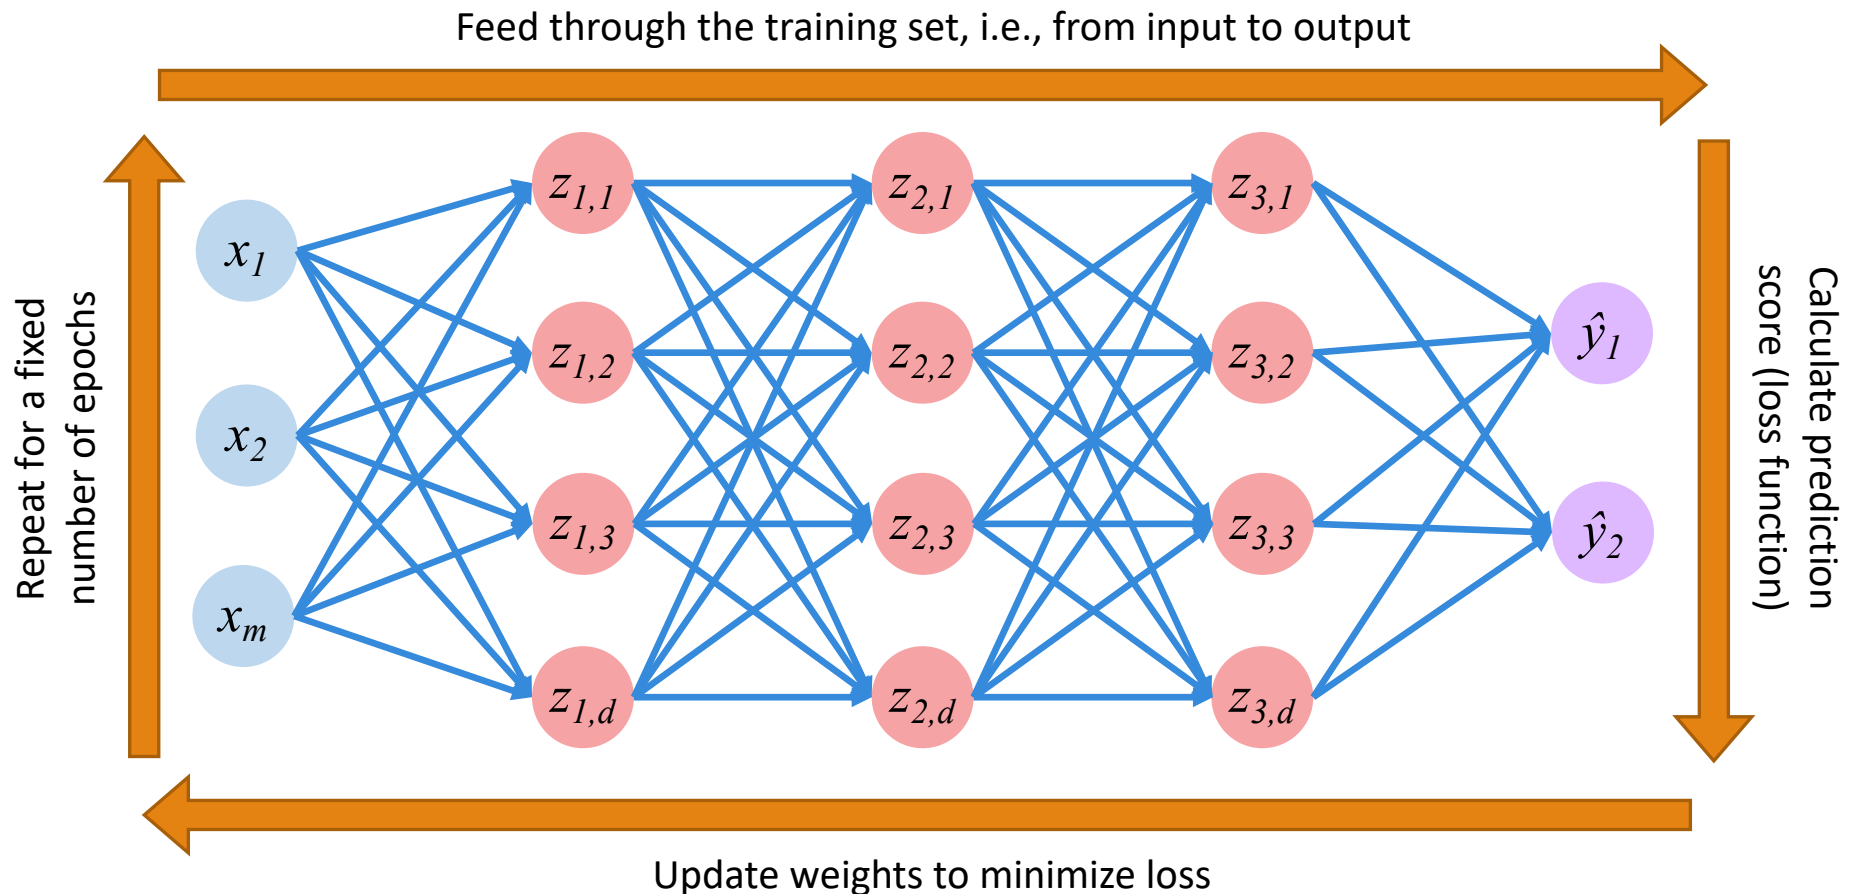 Feed through the training set, i.e., from input to output
Repeat for a fixed
number of epochs
x₁
x₂
xₘ
z₁,₁
z₁,₂
z₁,₃
z₁,d
z₂,₁
z₂,₂
z₂,₃
z₂,d
z₃,₁
z₃,₂
z₃,₃
z₃,d
ŷ₁
ŷ₂
Calculate prediction
score (loss function)
Update weights to minimize loss